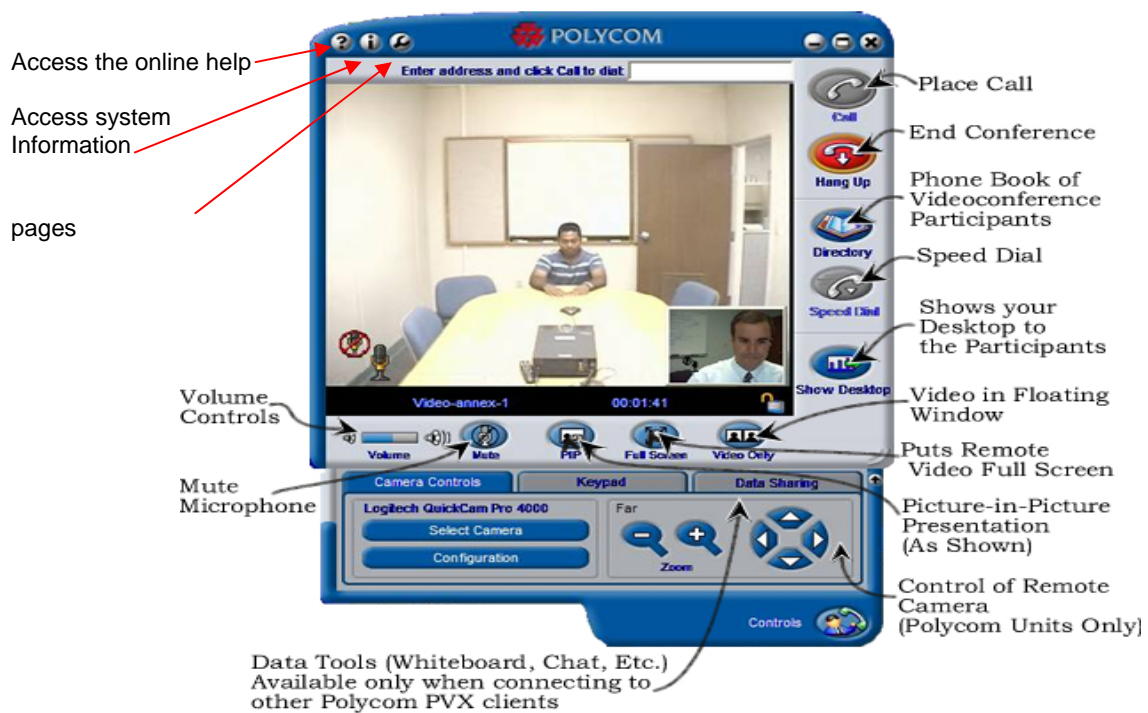 POLYCOM
Access the online help
Enter address and click Call to dial:
Access system
Information
pages
Call
Place Call
Hang Up
End Conference
Directory
Phone Book of
Videoconference
Participants
Speed Dial
Speed Dial
Show Desktop
Shows your
Desktop to
the Participants
Video-annex-1
00:01:41
Volume
Controls
Volume
Mute
PIP
Full Screen
Video Only
Video in Floating
Window
Puts Remote
Video Full Screen
Mute
Microphone
Camera Controls
Keypad
Data Sharing
Picture-in-Picture
Presentation
(As Shown)
Logitech QuickCam Pro 4000
Select Camera
Configuration
Far
Zoom
Control of Remote
Camera
(Polycom Units Only)
Controls
Data Tools (Whiteboard, Chat, Etc.)
Available only when connecting to
other Polycom PVX clients